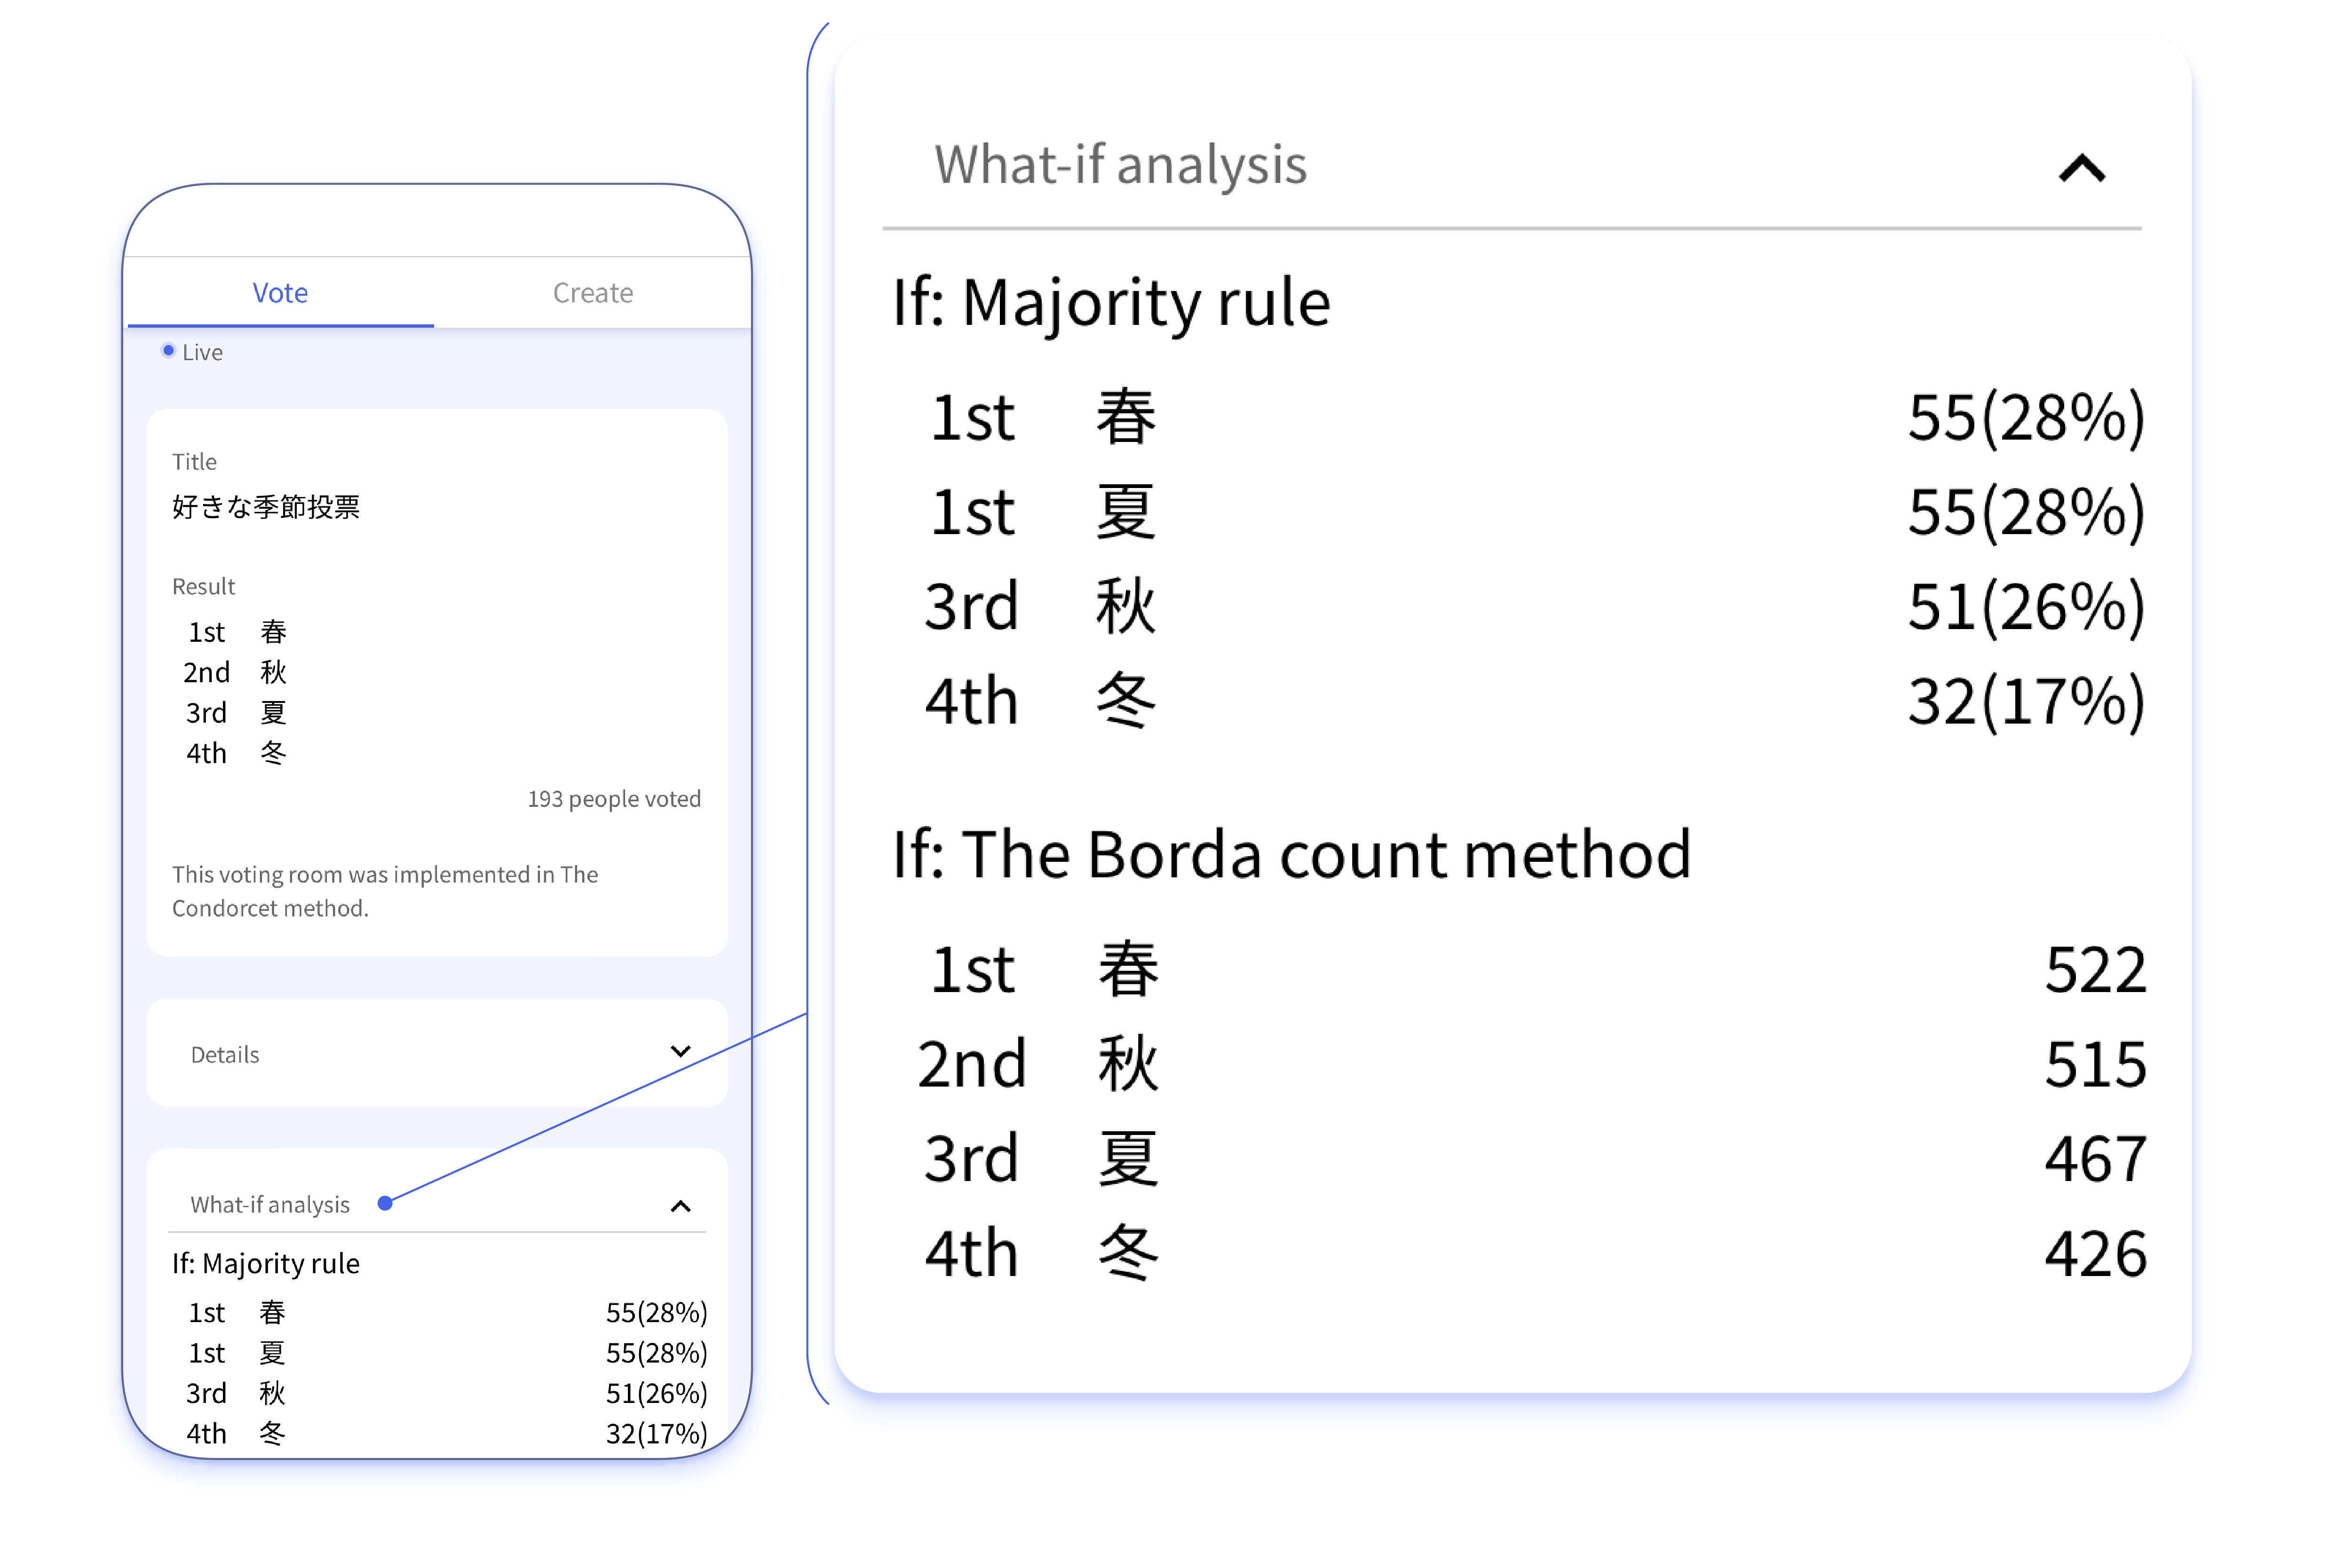 Vote Create
Live
Title
好きな季節投票
Result
1st 春
2nd 秋
3rd 夏
4th 冬
193 people voted
This voting room was implemented in The
Condorcet method.
Details
What-if analysis
If: Majority rule
1st 春 55(28%)
1st 夏 55(28%)
3rd 秋 51(26%)
4th 冬 32(17%)
What-if analysis
If: Majority rule
1st 春 55(28%)
1st 夏 55(28%)
3rd 秋 51(26%)
4th 冬 32(17%)
If: The Borda count method
1st 春 522
2nd 秋 515
3rd 夏 467
4th 冬 426